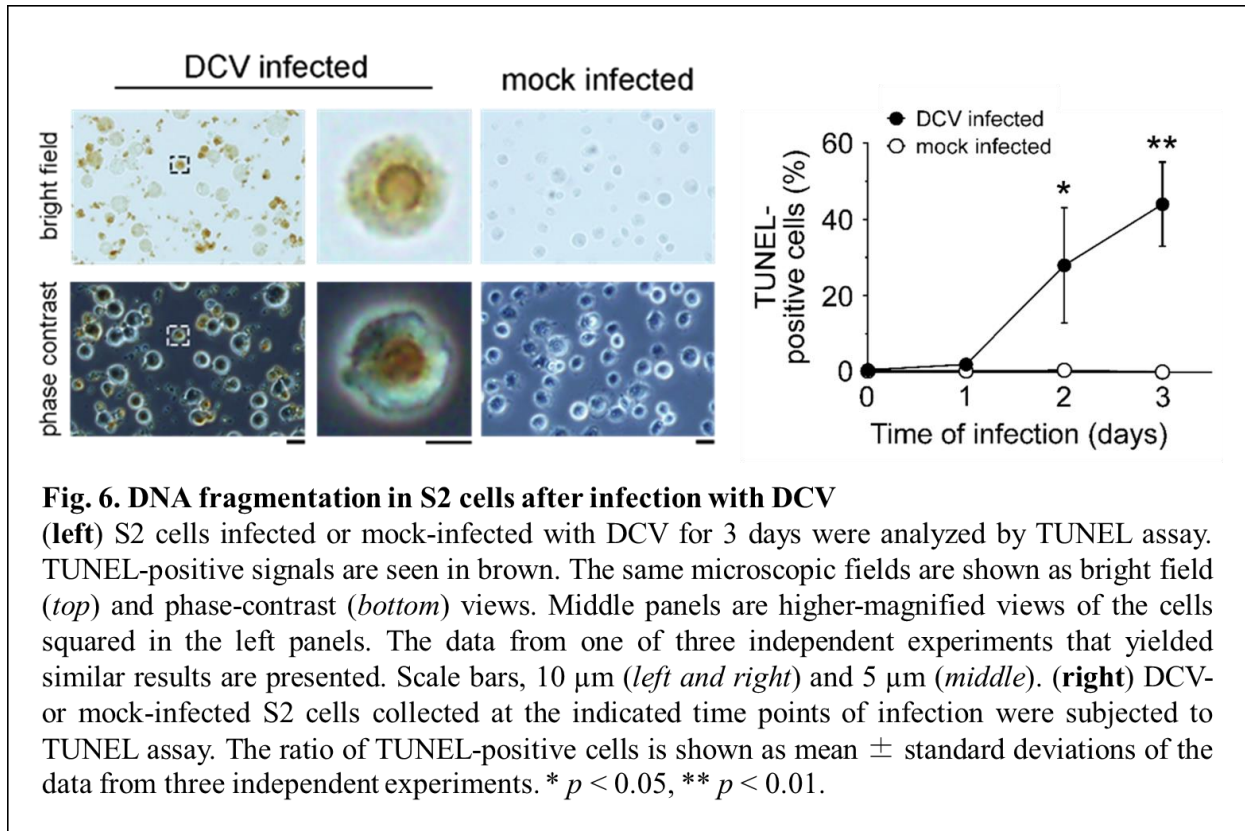 DCV infected
mock infected
bright field
phase contrast
DCV infected
mock infected
TUNEL-
positive cells (%)
60
40
20
0
*
**
0 1 2 3
Time of infection (days)
Fig. 6. DNA fragmentation in S2 cells after infection with DCV
(left) S2 cells infected or mock-infected with DCV for 3 days were analyzed by TUNEL assay.
TUNEL-positive signals are seen in brown. The same microscopic fields are shown as bright field
(top) and phase-contrast (bottom) views. Middle panels are higher-magnified views of the cells
squared in the left panels. The data from one of three independent experiments that yielded
similar results are presented. Scale bars, 10 µm (left and right) and 5 µm (middle). (right) DCV-
or mock-infected S2 cells collected at the indicated time points of infection were subjected to
TUNEL assay. The ratio of TUNEL-positive cells is shown as mean ± standard deviations of the
data from three independent experiments. * p < 0.05, ** p < 0.01.